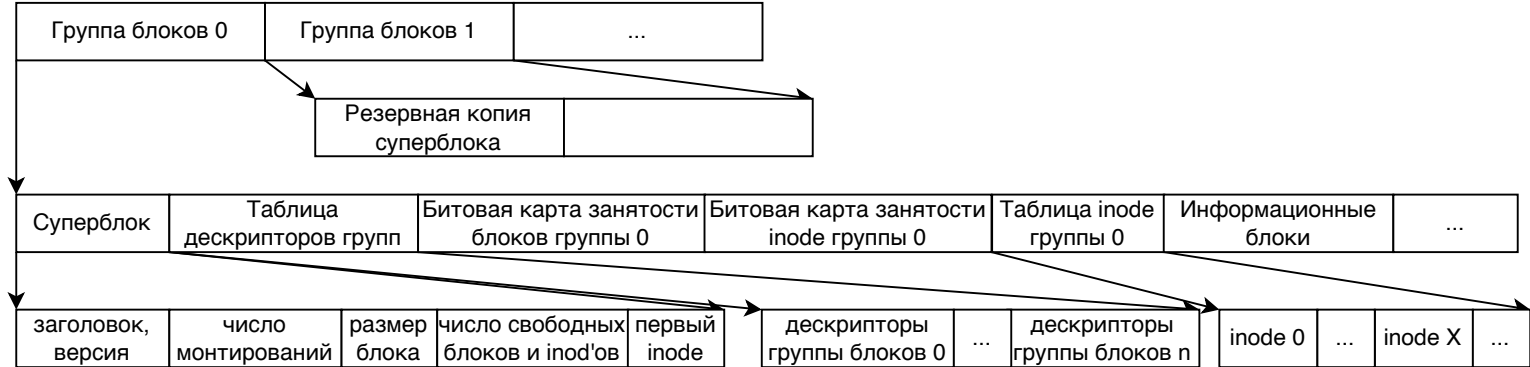 Группа блоков 0
Группа блоков 1
...
Резервная копия
суперблока
Суперблок
Таблица
дескрипторов групп
Битовая карта занятости
блоков группы 0
Битовая карта занятости
inode группы 0
Таблица inode
группы 0
Информационные
блоки
...
заголовок,
версия
число
монтирований
размер
блока
число свободных
блоков и inod'ов
первый
inode
дескрипторы
группы блоков 0
...
дескрипторы
группы блоков n
inode 0
...
inode X
...